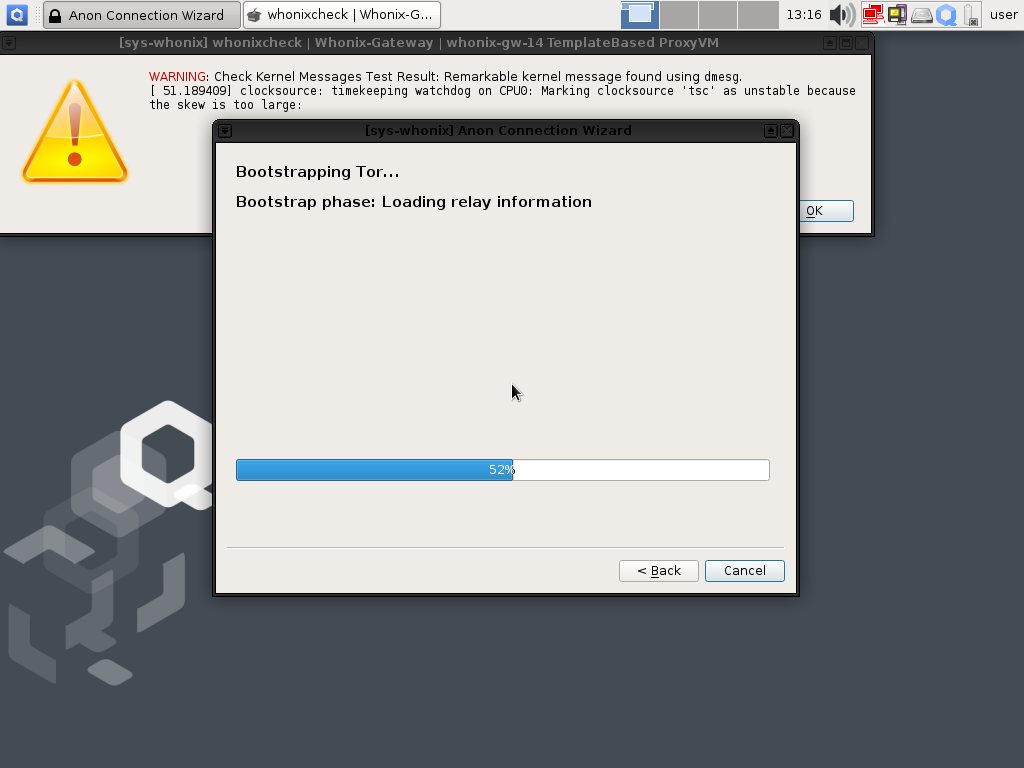 Anon Connection Wizard
whonixcheck | Whonix-G...
13:16
user
[sys-whonix] whonixcheck | Whonix-Gateway | whonix-gw-14 TemplateBased ProxyVM
WARNING: Check Kernel Messages Test Result: Remarkable kernel message found using dmesg.
[ 51.189409] clocksource: timekeeping watchdog on CPU0: Marking clocksource 'tsc' as unstable because
the skew is too large:
OK
[sys-whonix] Anon Connection Wizard
Bootstrapping Tor...
Bootstrap phase: Loading relay information
52%
< Back
Cancel